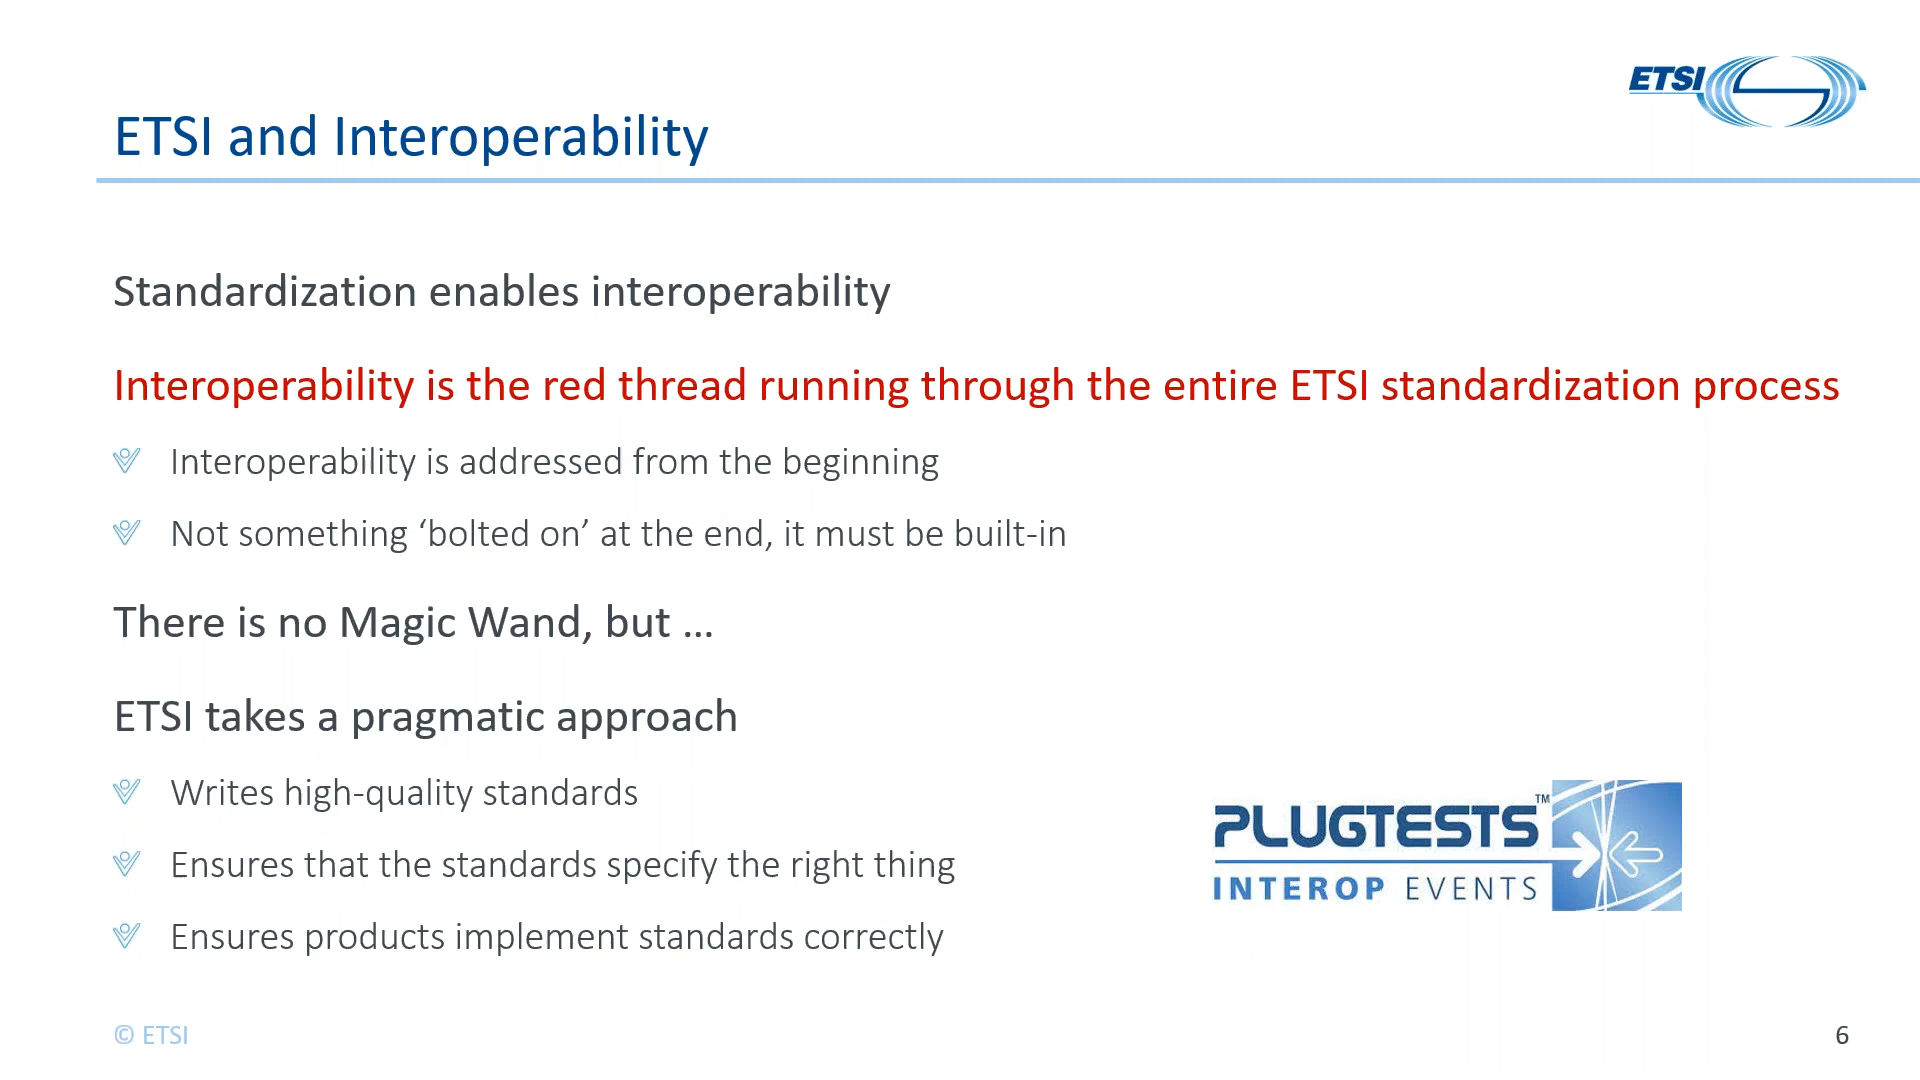 ETSI
ETSI and Interoperability
Standardization enables interoperability
Interoperability is the red thread running through the entire ETSI standardization process
Interoperability is addressed from the beginning
Not something ‘bolted on’ at the end, it must be built-in
There is no Magic Wand, but ...
ETSI takes a pragmatic approach
Writes high-quality standards
Ensures that the standards specify the right thing
Ensures products implement standards correctly
PLUGTESTS™
INTEROP EVENTS
© ETSI
6